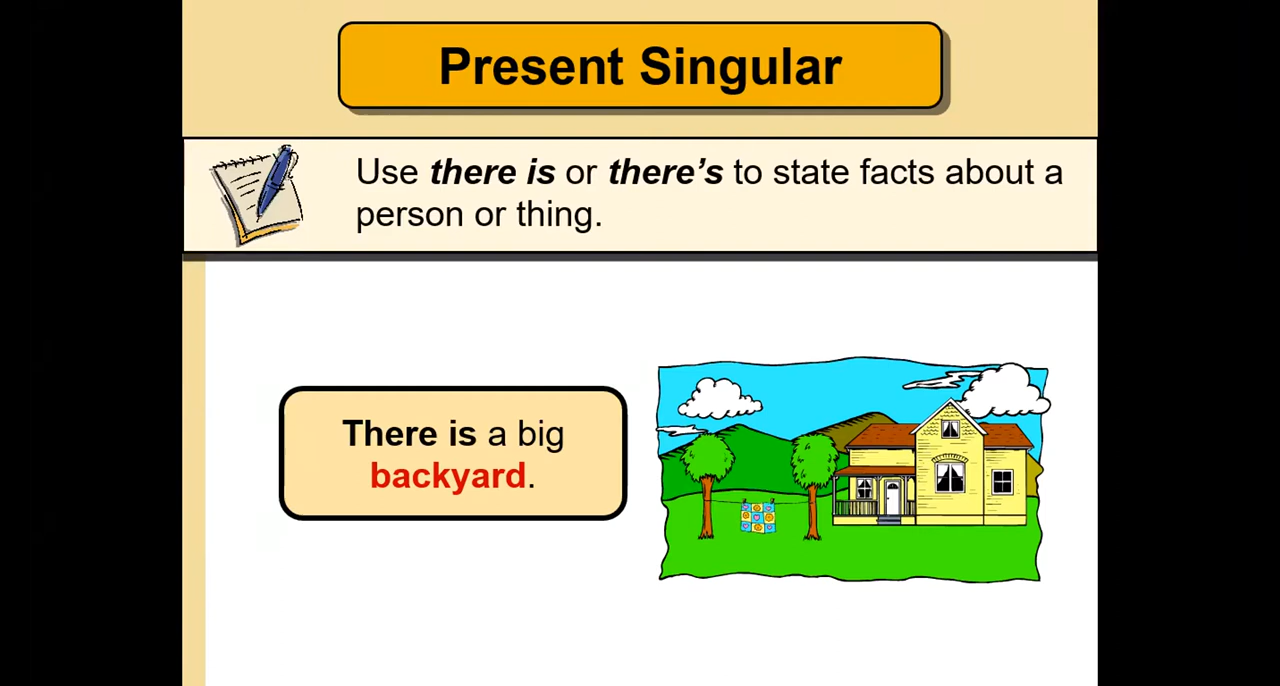 Present Singular
Use there is or there’s to state facts about a
person or thing.
There is a big
backyard.